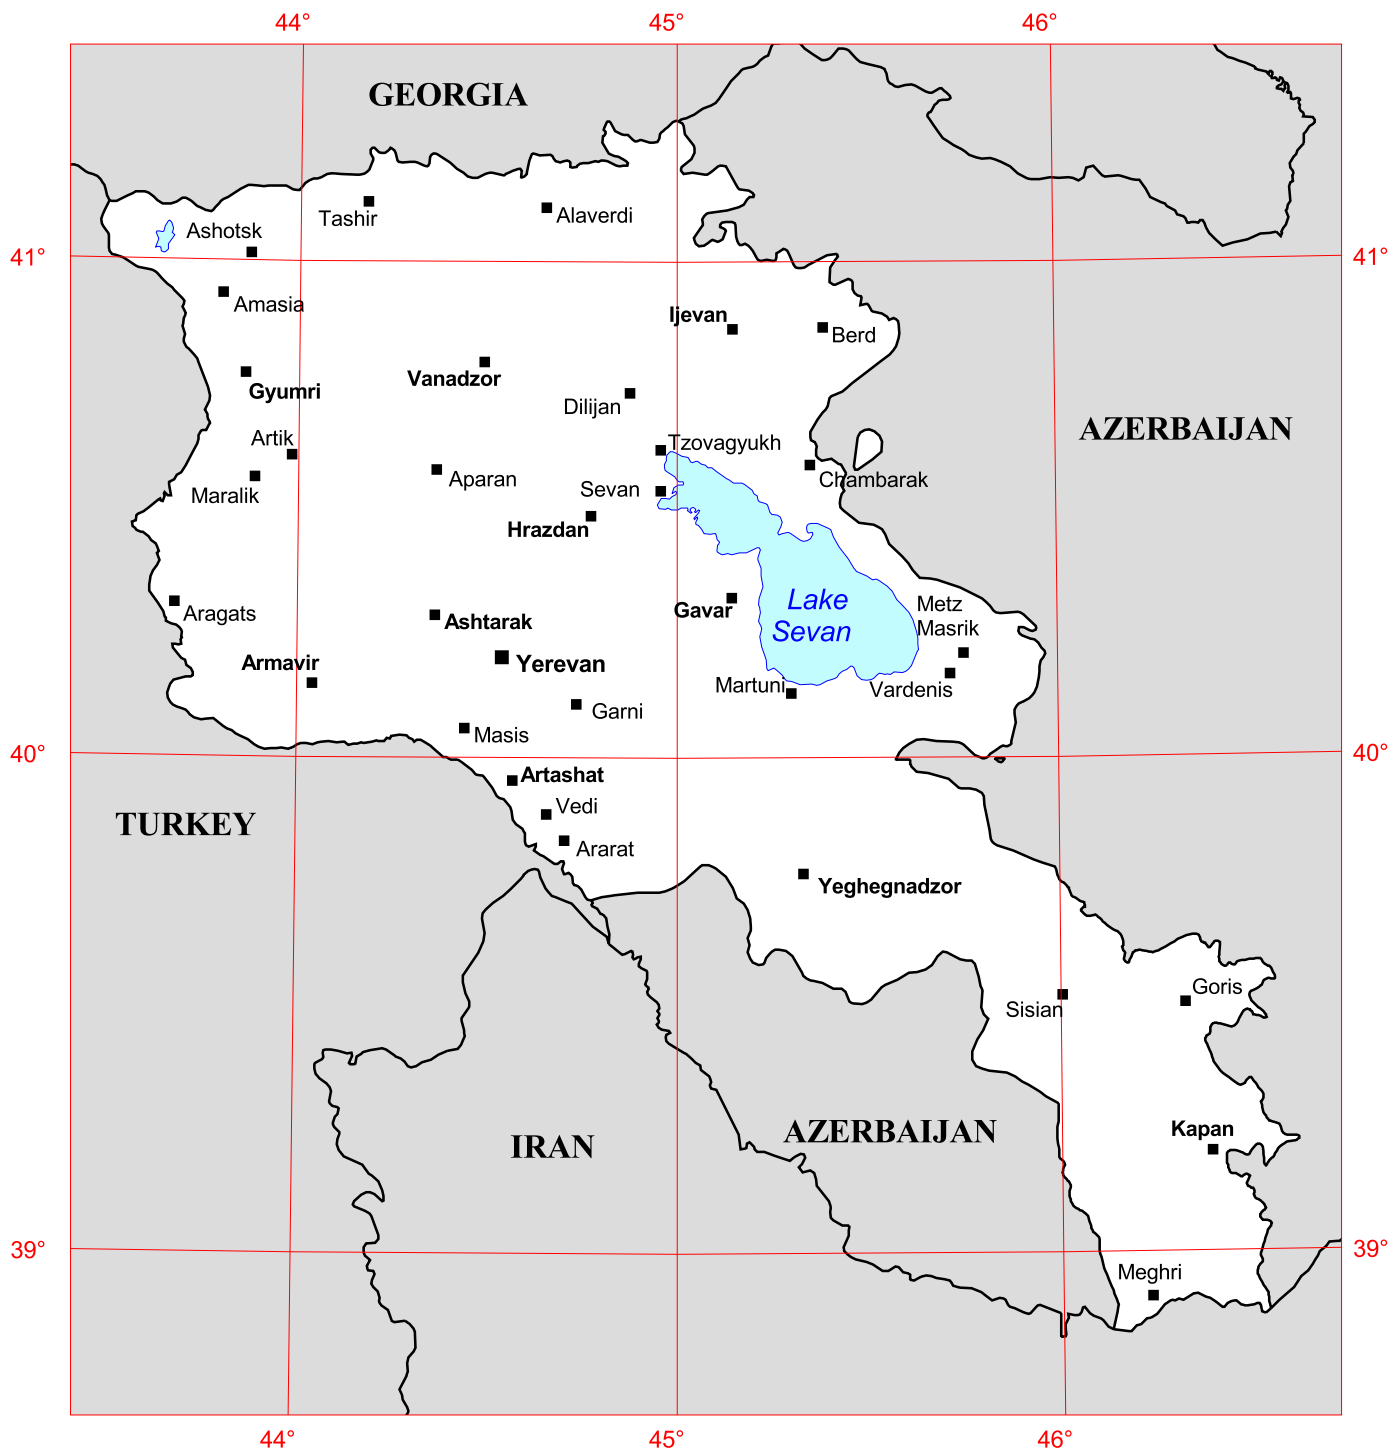 44°
45°
46°
GEORGIA
Tashir
Alaverdi
Ashotsk
41°
41°
Amasia
Ijevan
Berd
Gyumri
Vanadzor
Dilijan
AZERBAIJAN
Artik
Tzovagyukh
Maralik
Aparan
Sevan
Chambarak
Hrazdan
Aragats
Ashtarak
Gavar
Lake
Sevan
Metz
Masrik
Armavir
Yerevan
Martuni
Vardenis
Garni
Masis
40°
40°
Artashat
Vedi
TURKEY
Ararat
Yeghegnadzor
Goris
Sisian
IRAN
AZERBAIJAN
Kapan
39°
39°
Meghri
44°
45°
46°